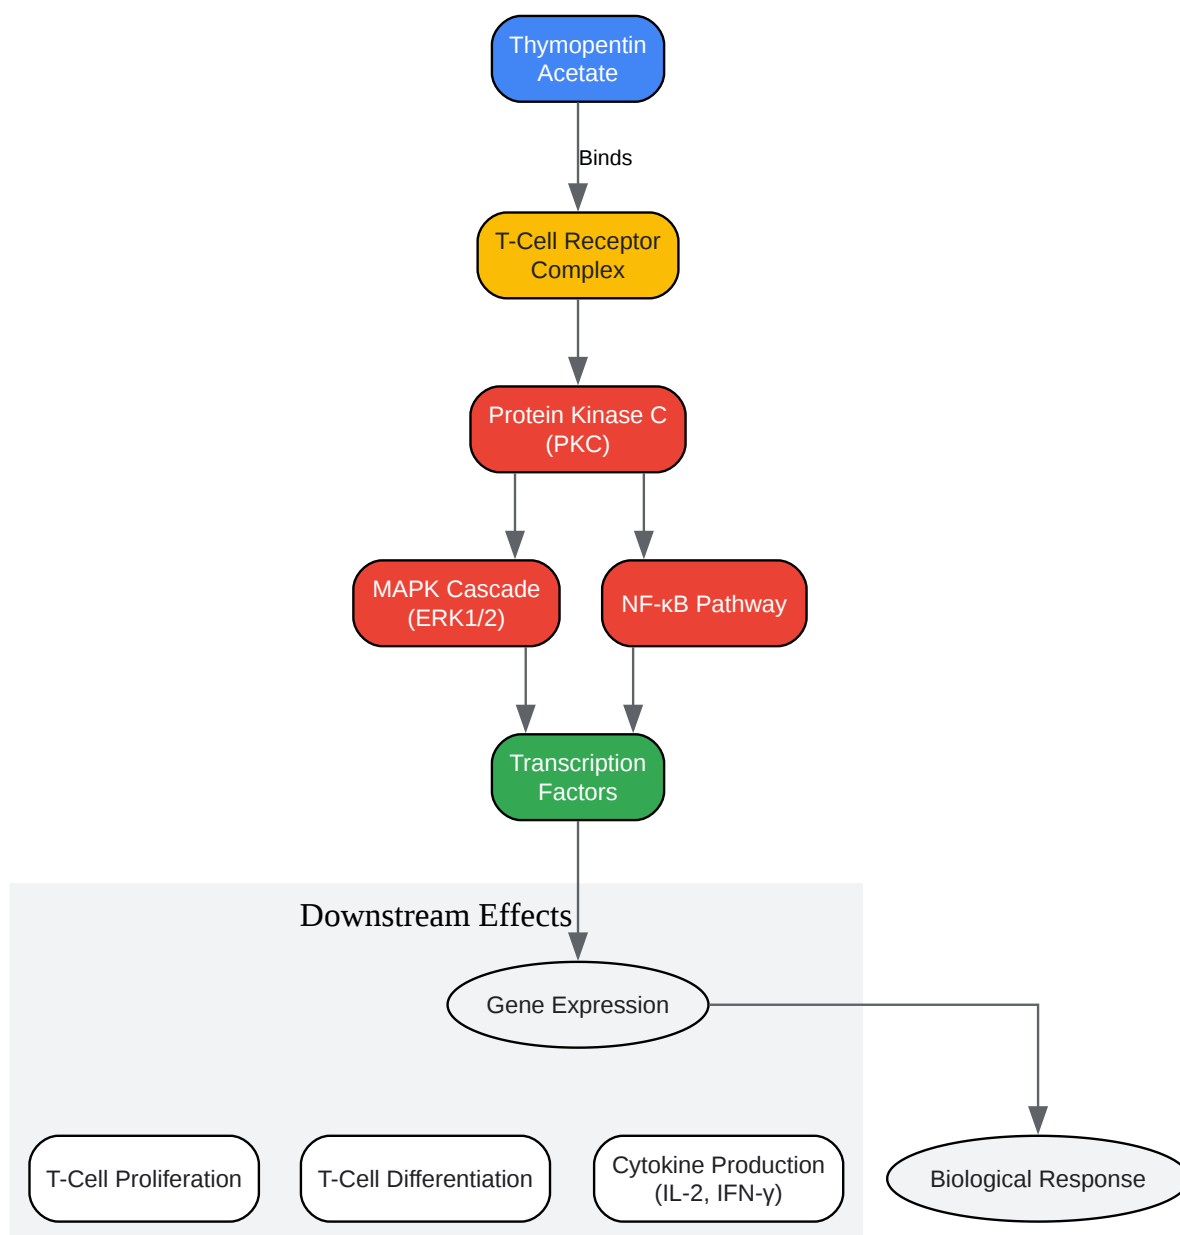 Thymopentin
Acetate
Binds
T-Cell Receptor
Complex
Protein Kinase C
(PKC)
MAPK Cascade
(ERK1/2)
NF-κB Pathway
Transcription
Factors
Downstream Effects
Gene Expression
T-Cell Proliferation
T-Cell Differentiation
Cytokine Production
(IL-2, IFN-γ)
Biological Response